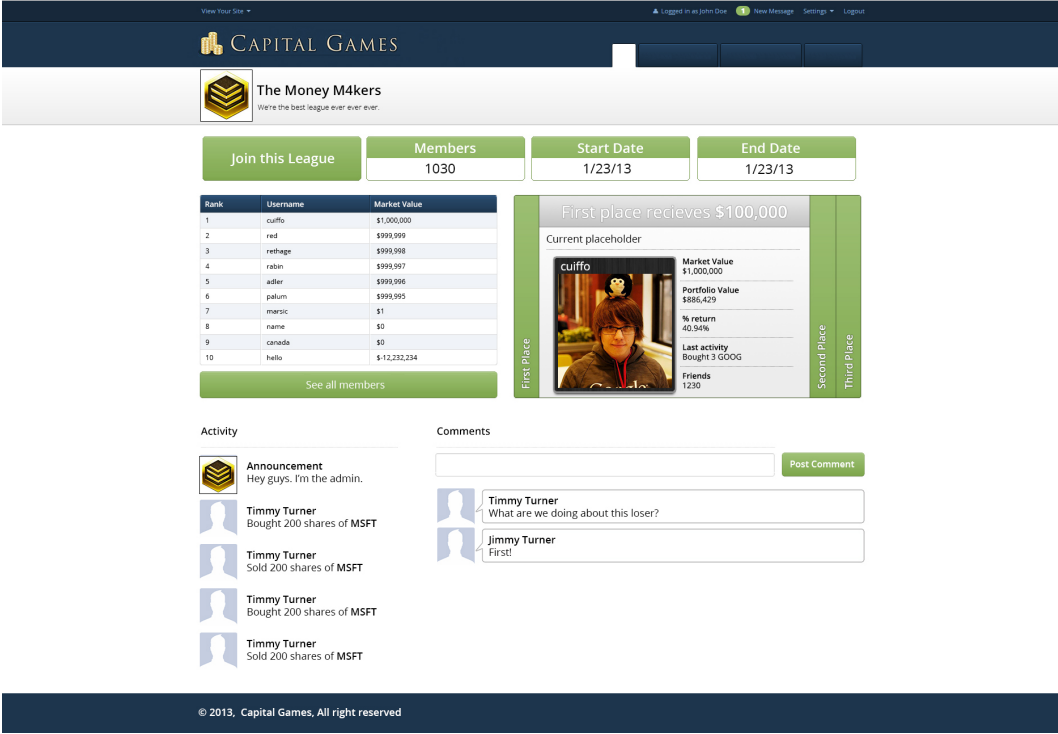 View Your Site
Logged in as John Doe 1 New Message Settings Logout
CAPITAL GAMES
The Money M4kers
We're the best league ever ever ever.
Join this League
Members
1030
Start Date
1/23/13
End Date
1/23/13
Rank Username Market Value
1 cuiffo $1,000,000
2 red $999,999
3 rethage $999,998
4 rabin $999,997
5 adler $999,996
6 palum $999,995
7 marsic $1
8 name $0
9 canada $0
10 hello $-12,232,234
See all members
First Place
First place recieves $100,000
Current placeholder
cuiffo
Google
Market Value
$1,000,000
Portfolio Value
$886,429
% return
40.94%
Last activity
Bought 3 GOOG
Friends
1230
Second Place
Third Place
Activity
Announcement
Hey guys. I'm the admin.
Timmy Turner
Bought 200 shares of MSFT
Timmy Turner
Sold 200 shares of MSFT
Timmy Turner
Bought 200 shares of MSFT
Timmy Turner
Sold 200 shares of MSFT
Comments
Post Comment
Timmy Turner
What are we doing about this loser?
Jimmy Turner
First!
© 2013, Capital Games, All right reserved